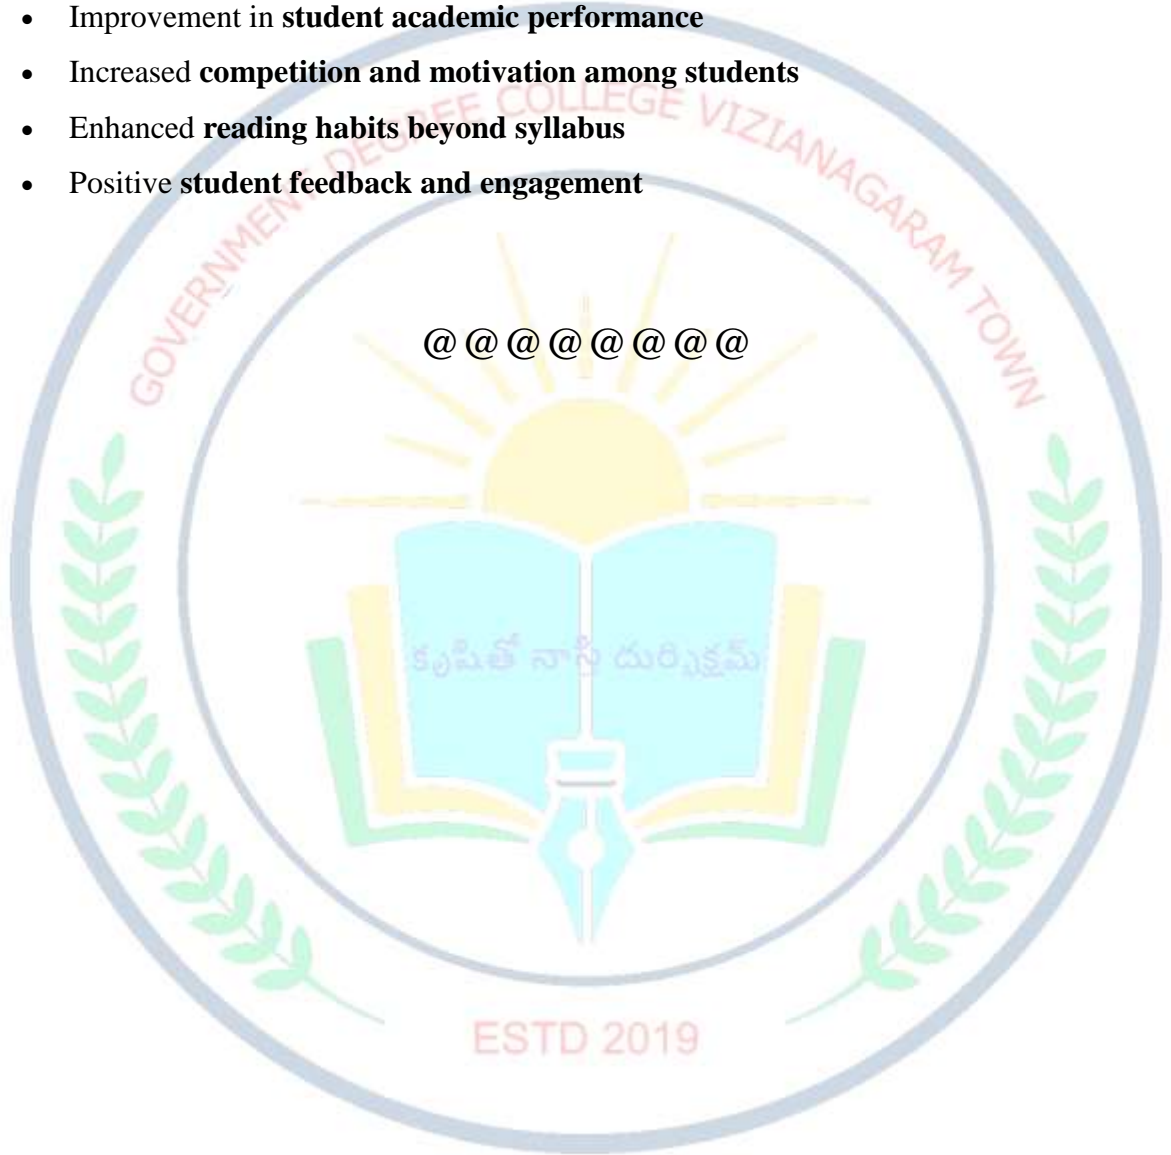 • Improvement in student academic performance
• Increased competition and motivation among students
• Enhanced reading habits beyond syllabus
• Positive student feedback and engagement
GOVERNMENT DEGREE COLLEGE VIZIANAGARAM TOWN
@ @ @ @ @ @ @ @
కృషితో నాస్తి దుర్భిక్షమ్
ESTD 2019